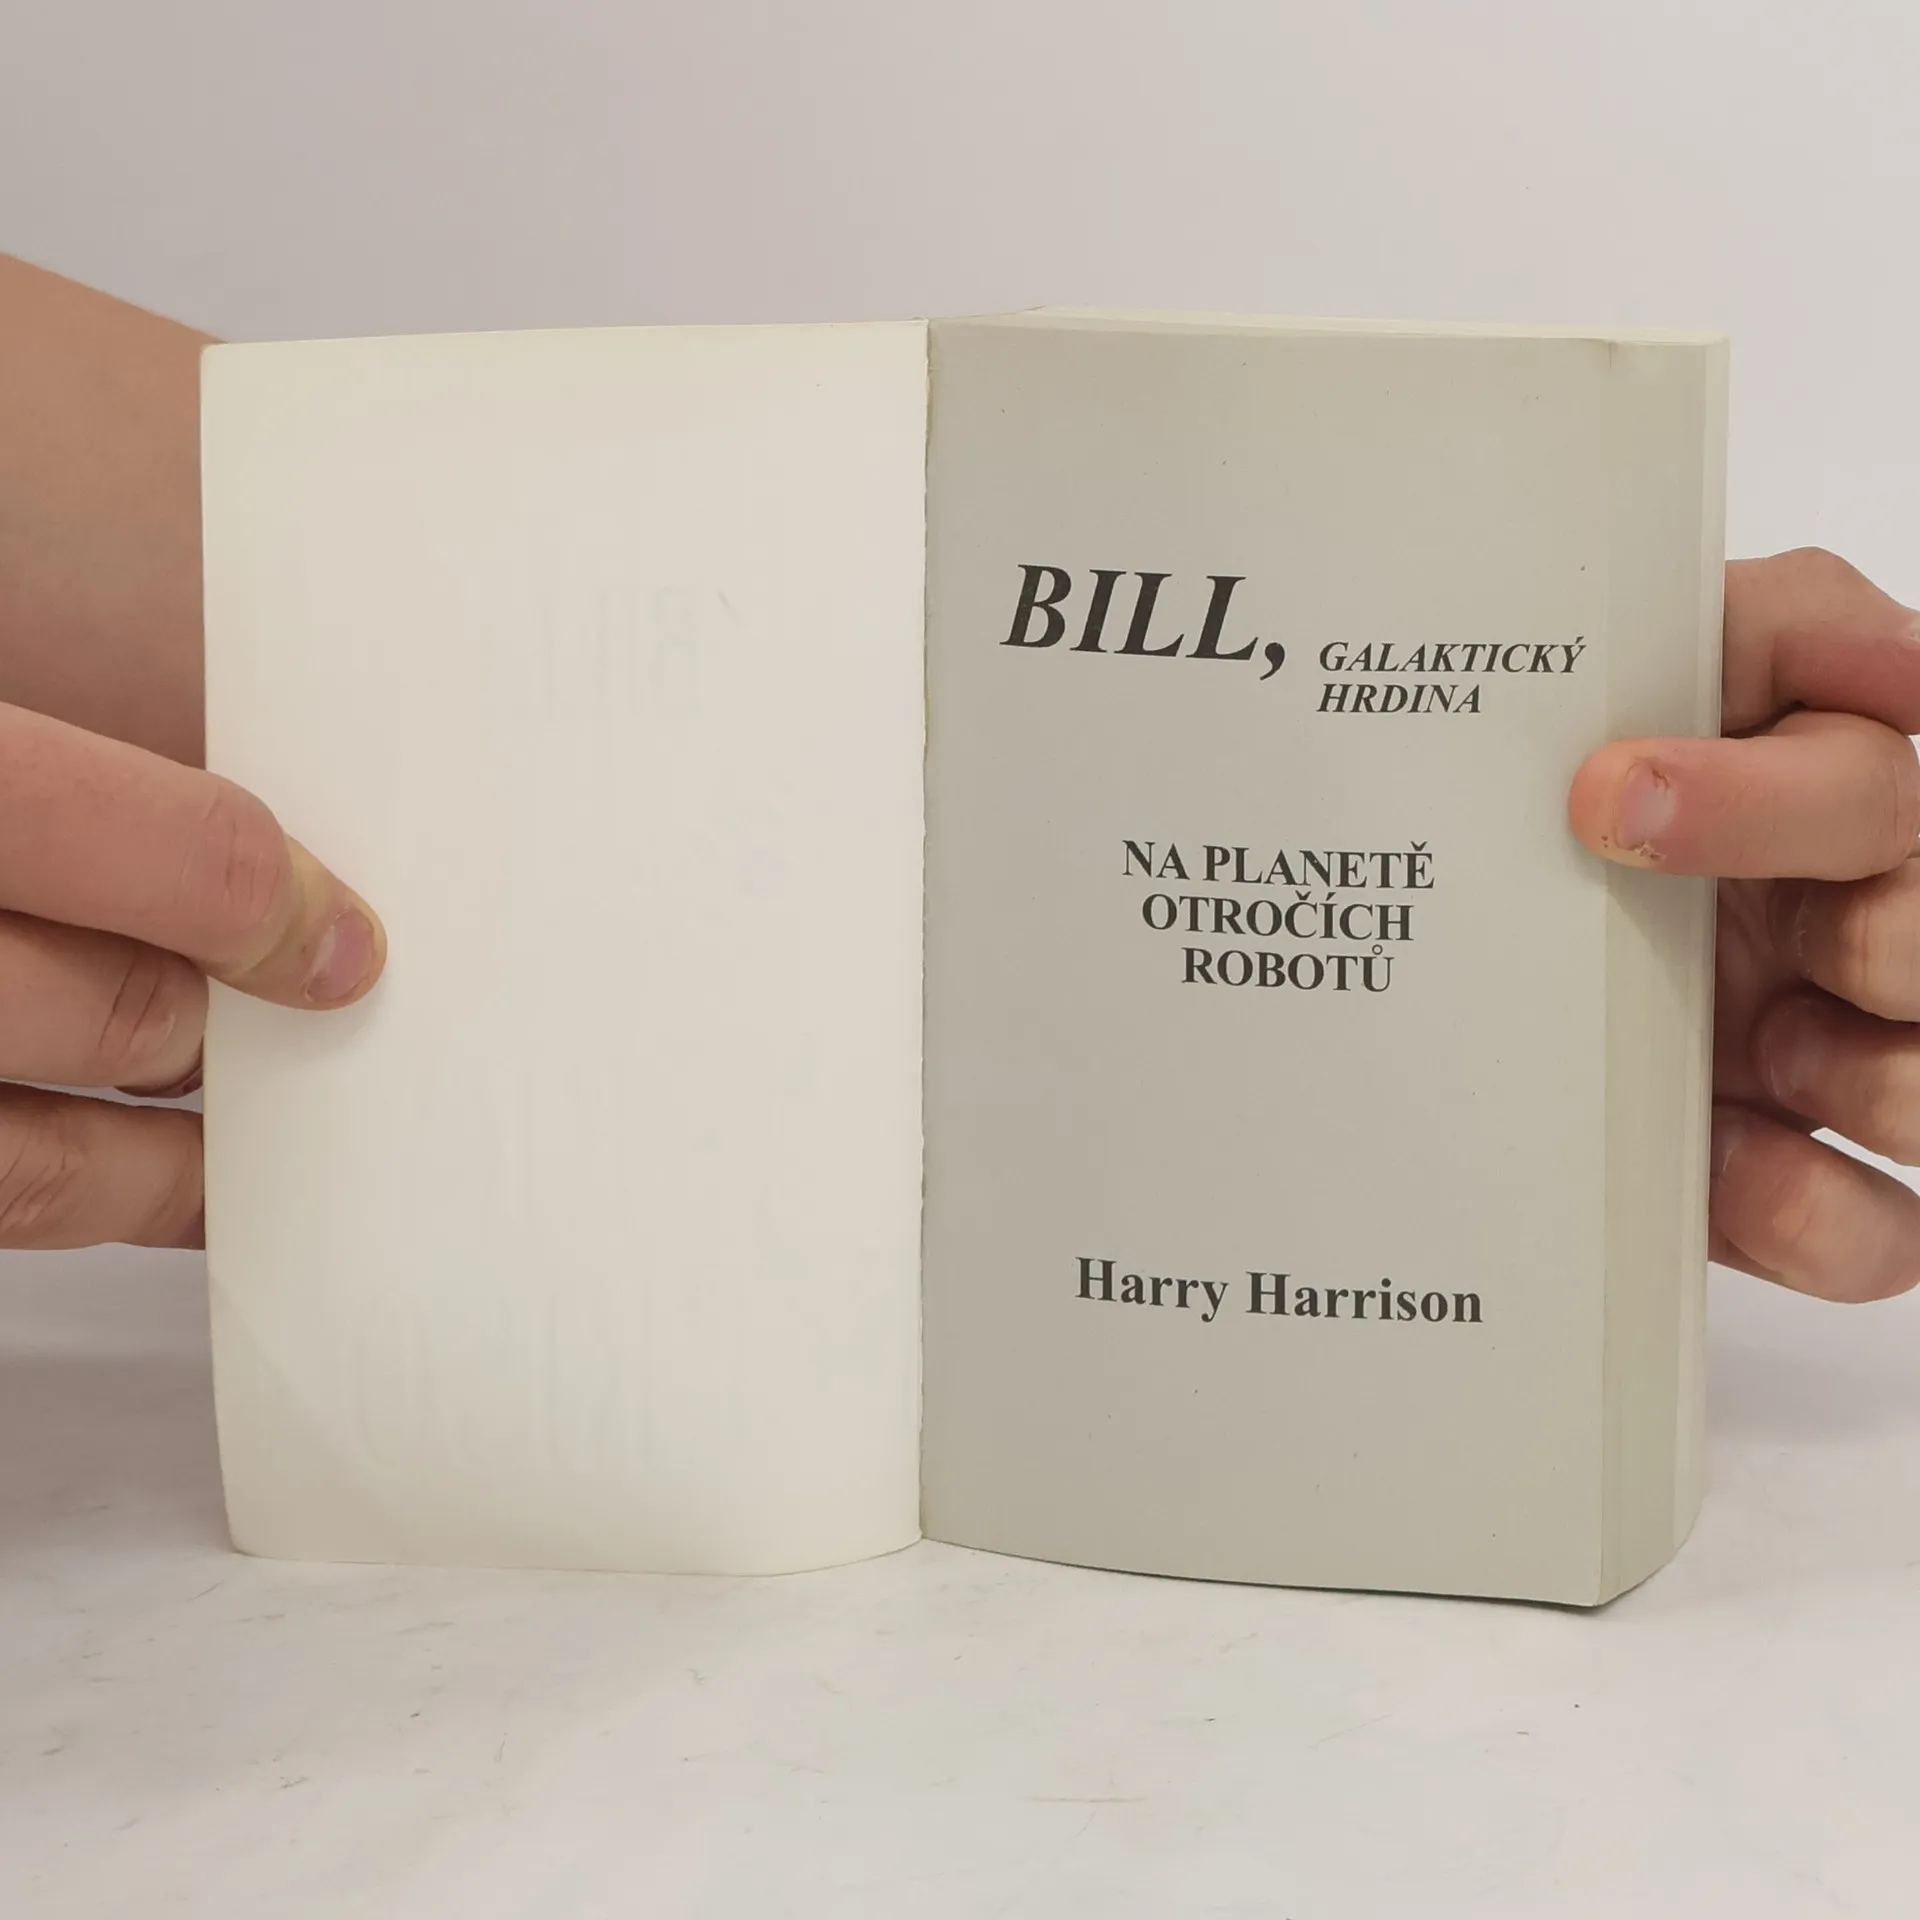 BILL, GALAKTICKÝ
HRDINA
NA PLANETĚ
OTROČÍCH
ROBOTŮ
Harry Harrison